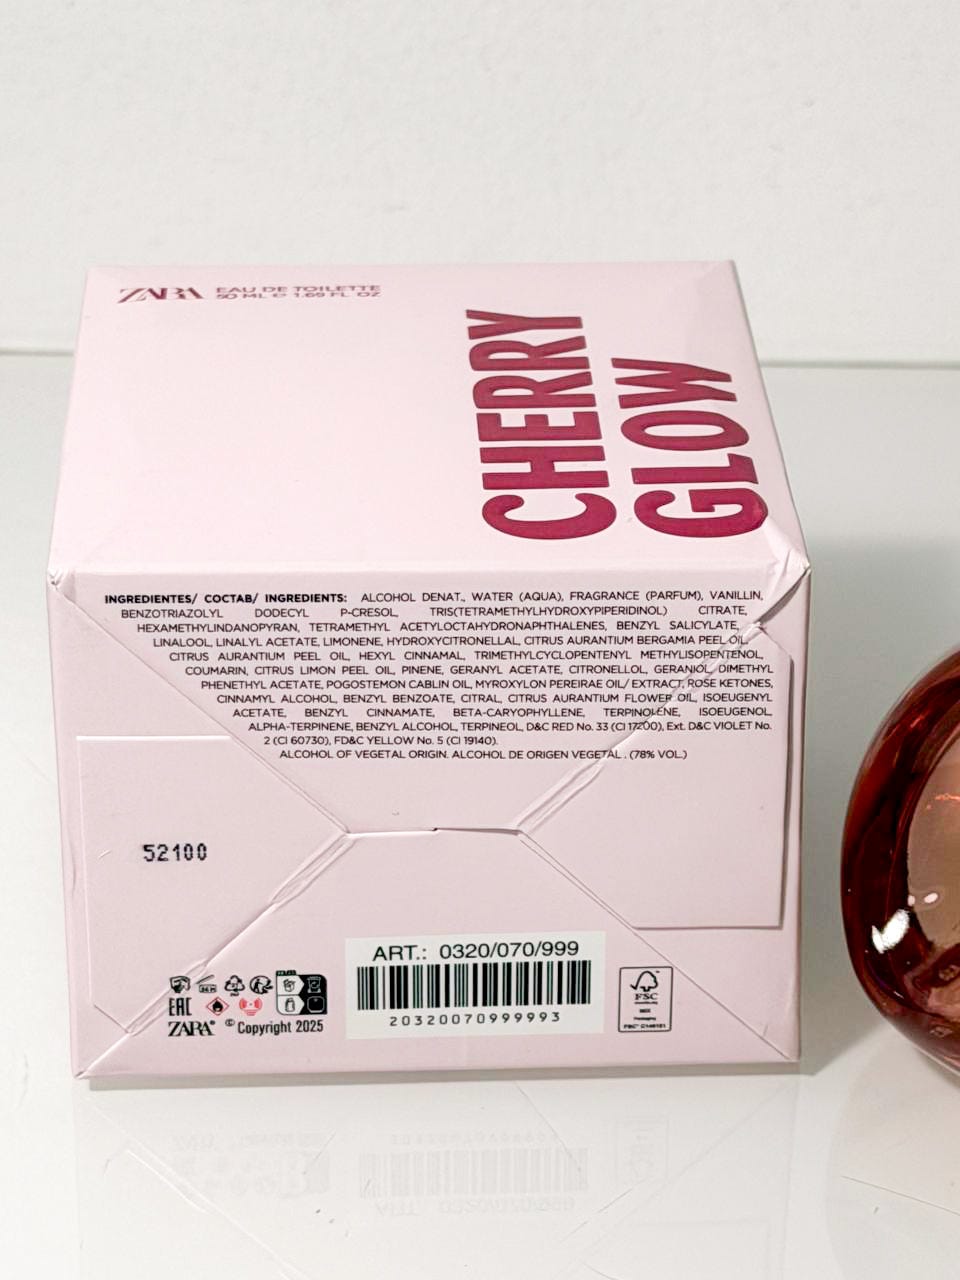 ZARA EAU DE TOILETTE
50 ML e 1.69 FL. OZ
CHERRY
GLOW
INGREDIENTES/ COCTAB/ INGREDIENTS: ALCOHOL DENAT., WATER (AQUA), FRAGRANCE (PARFUM), VANILLIN,
BENZOTRIAZOLYL DODECYL P-CRESOL, TRIS(TETRAMETHYLHYDROXYPIPERIDINOL) CITRATE,
HEXAMETHYLINDANOPYRAN, TETRAMETHYL ACETYLOCTAHYDRONAPHTHALENES, BENZYL SALICYLATE,
LINALOOL, LINALYL ACETATE, LIMONENE, HYDROXYCITRONELLAL, CITRUS AURANTIUM BERGAMIA PEEL OIL,
CITRUS AURANTIUM PEEL OIL, HEXYL CINNAMAL, TRIMETHYLCYCLOPENTENYL METHYLISOPENTENOL,
COUMARIN, CITRUS LIMON PEEL OIL, PINENE, GERANYL ACETATE, CITRONELLOL, GERANIOL, DIMETHYL
PHENETHYL ACETATE, POGOSTEMON CABLIN OIL, MYROXYLON PEREIRAE OIL/ EXTRACT, ROSE KETONES,
CINNAMYL ALCOHOL, BENZYL BENZOATE, CITRAL, CITRUS AURANTIUM FLOWER OIL, ISOEUGENYL
ACETATE, BENZYL CINNAMATE, BETA-CARYOPHYLLENE, TERPINOLENE, ISOEUGENOL,
ALPHA-TERPINENE, BENZYL ALCOHOL, TERPINEOL, D&C RED No. 33 (CI 17200), Ext. D&C VIOLET No.
2 (CI 60730), FD&C YELLOW No. 5 (CI 19140).
ALCOHOL OF VEGETAL ORIGIN. ALCOHOL DE ORIGEN VEGETAL . (78% VOL.)
52100
ART.: 0320/070/999
20320070999993
24 M
EAC
ZARA® © Copyright 2025
FSC
MIX
Packaging